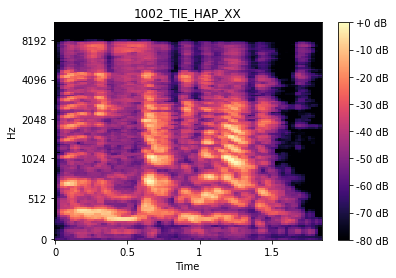 1002_TIE_HAP_XX
Hz
8192
4096
2048
1024
512
0
0
0.5
1
1.5
Time
+0 dB
-10 dB
-20 dB
-30 dB
-40 dB
-50 dB
-60 dB
-70 dB
-80 dB